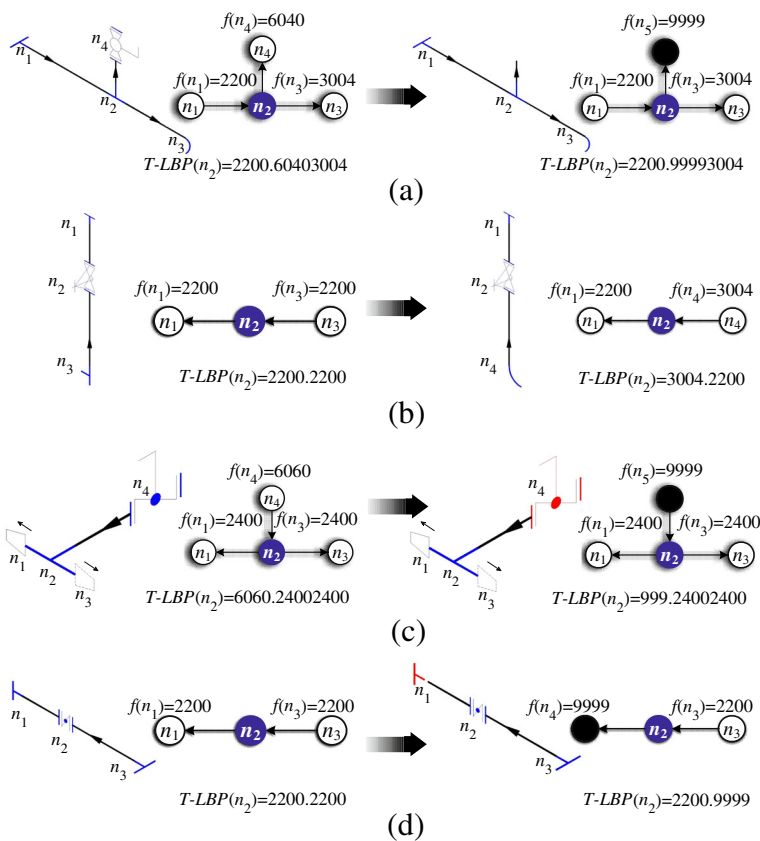 n4
f(n4)=6040
n1
f(n1)=2200
f(n3)=3004
n4
n2
n1
n2
n3
n3
T-LBP(n2)=2200.60403004
f(n5)=9999
n1
f(n1)=2200
f(n3)=3004
n2
n1
n2
n3
n3
T-LBP(n2)=2200.99993004
(a)
n1
n2
f(n1)=2200
f(n3)=2200
n1
n2
n3
n3
T-LBP(n2)=2200.2200
n1
n2
f(n1)=2200
f(n4)=3004
n1
n2
n4
n4
T-LBP(n2)=3004.2200
(b)
n4
f(n4)=6060
n4
f(n1)=2400
f(n3)=2400
n1
n2
n3
n1
n2
n3
T-LBP(n2)=6060.24002400
n4
f(n5)=9999
f(n1)=2400
f(n3)=2400
n1
n2
n3
n1
n2
n3
T-LBP(n2)=999.24002400
(c)
n1
n2
n3
f(n1)=2200
f(n3)=2200
n1
n2
n3
T-LBP(n2)=2200.2200
n1
n2
n3
f(n4)=9999
f(n3)=2200
n2
n3
T-LBP(n2)=2200.9999
(d)